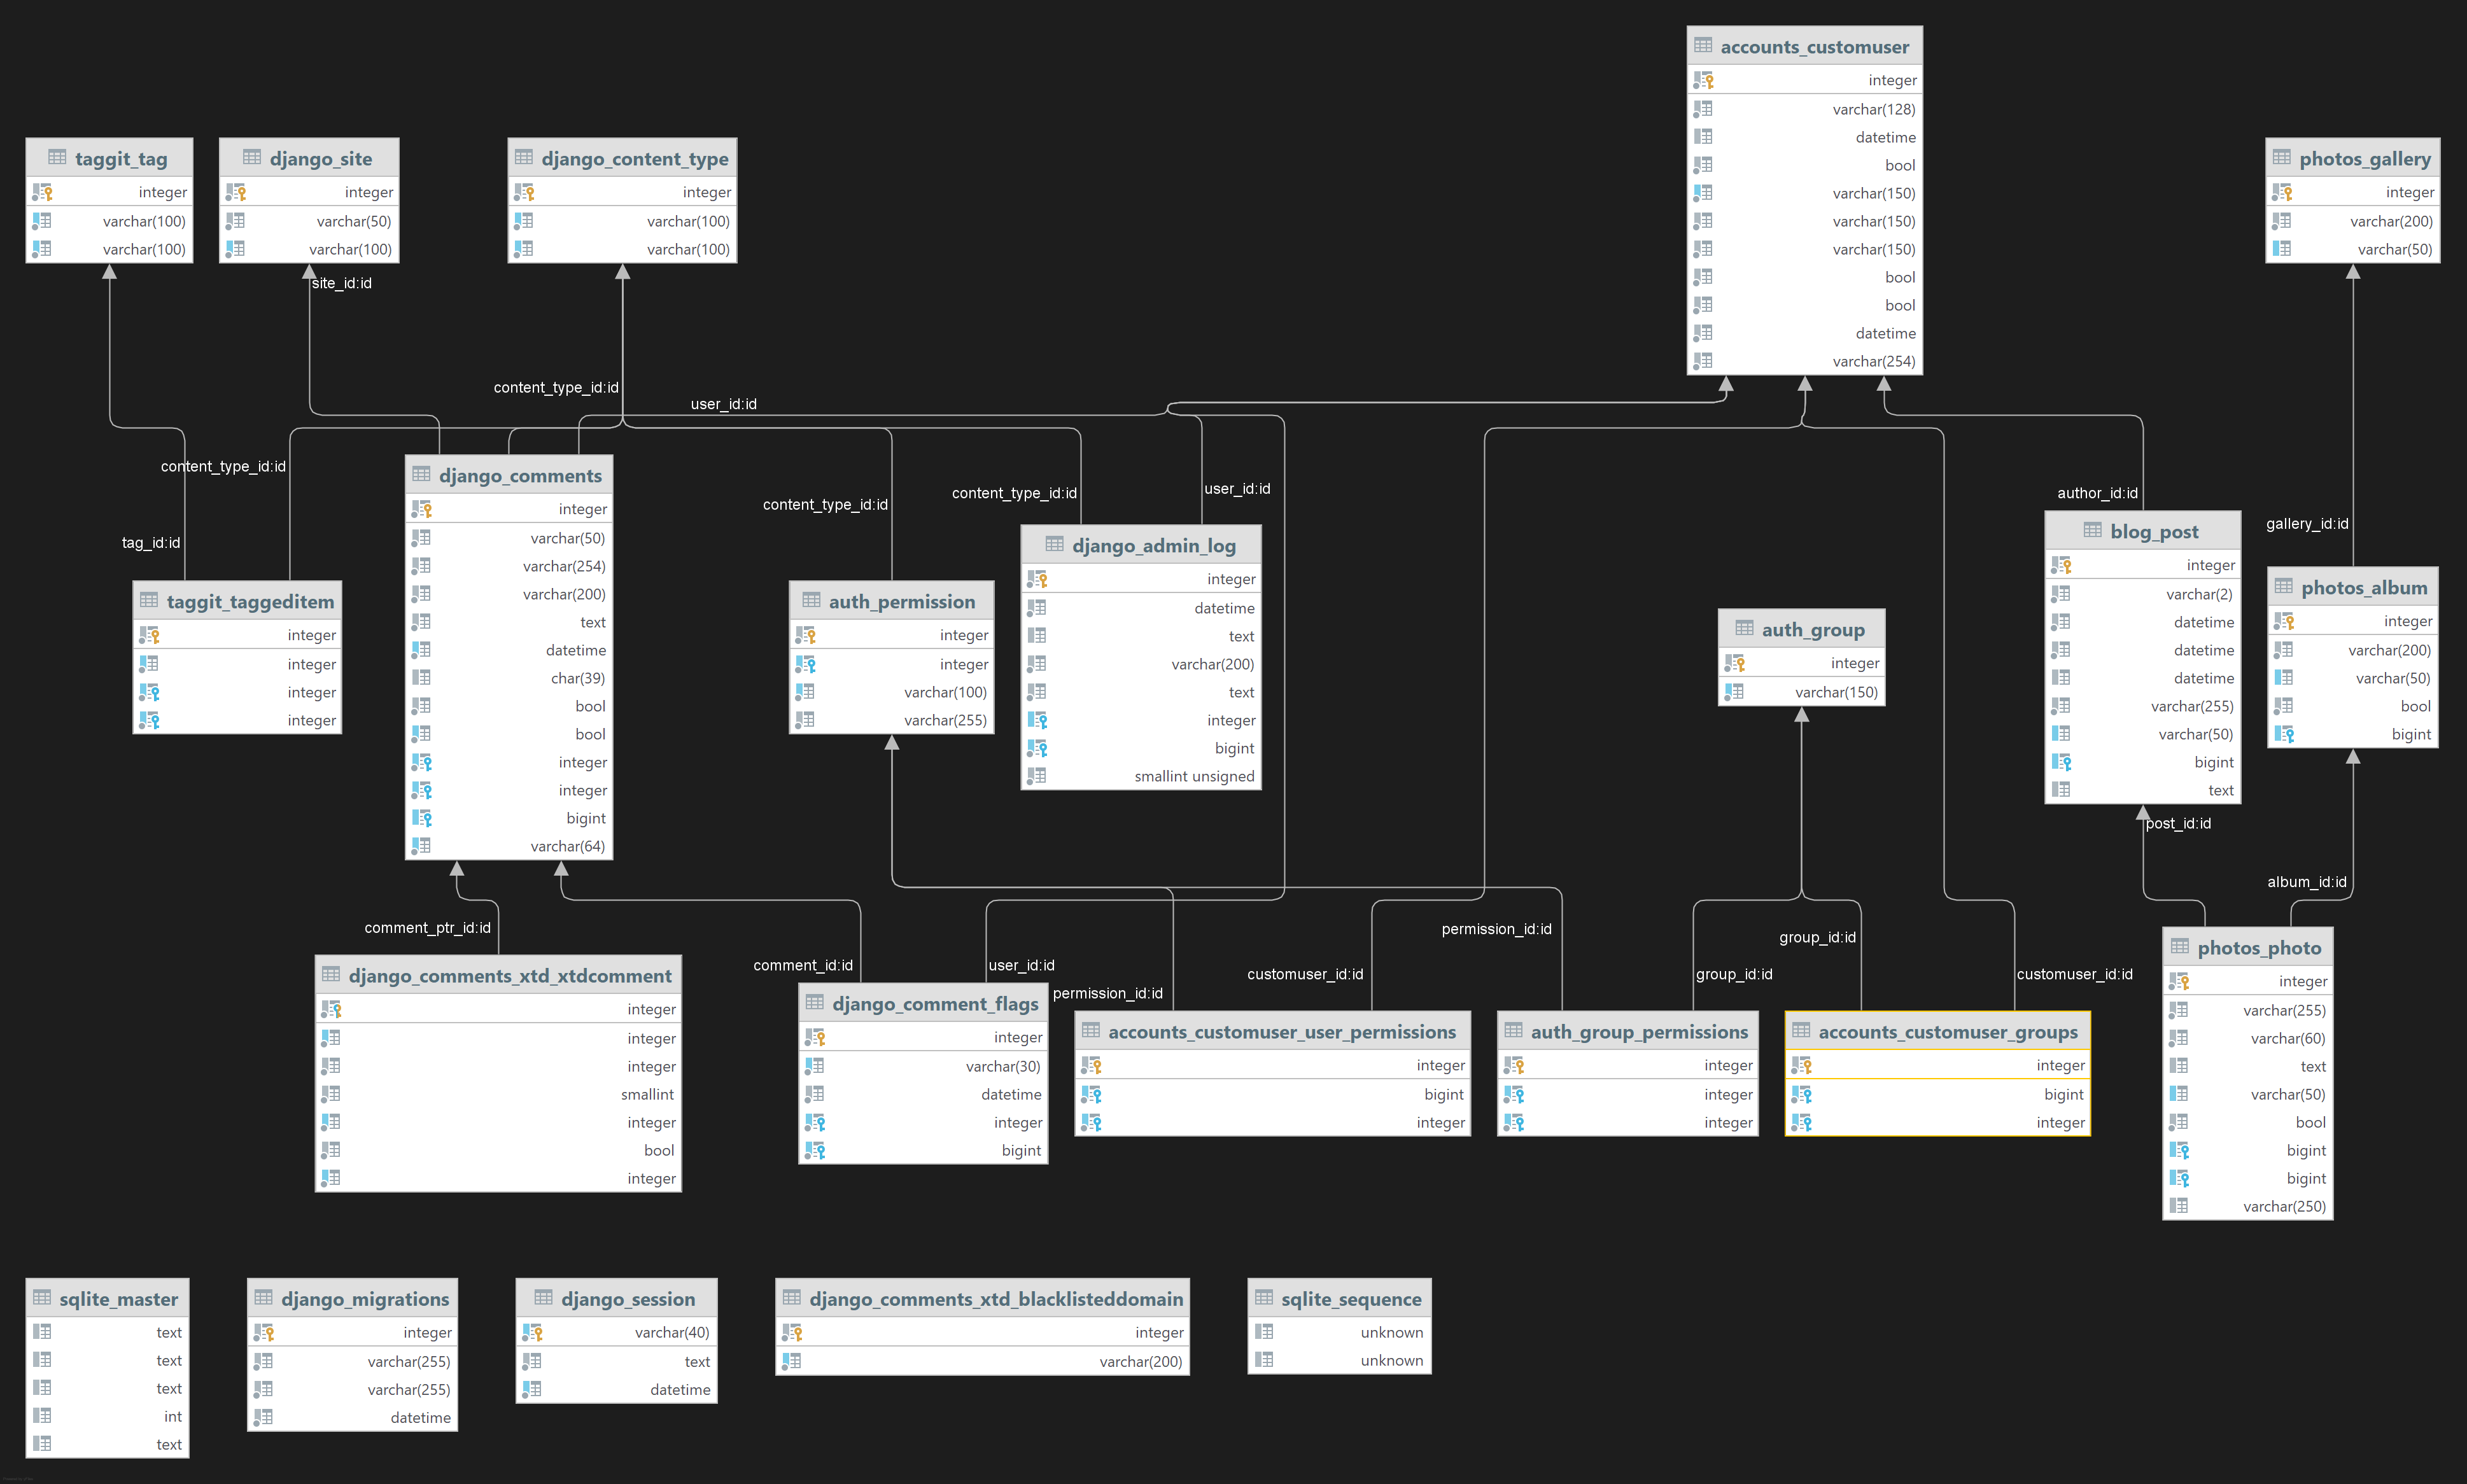 accounts_customuser
integer
varchar(128)
datetime
bool
varchar(150)
varchar(150)
varchar(150)
bool
bool
datetime
varchar(254)
taggit_tag
integer
varchar(100)
varchar(100)
django_site
integer
varchar(50)
varchar(100)
django_content_type
integer
varchar(100)
varchar(100)
photos_gallery
integer
varchar(200)
varchar(50)
site_id:id
content_type_id:id
user_id:id
content_type_id:id
tag_id:id
content_type_id:id
content_type_id:id
user_id:id
author_id:id
gallery_id:id
django_comments
integer
varchar(50)
varchar(254)
varchar(200)
text
datetime
char(39)
bool
bool
integer
integer
bigint
varchar(64)
taggit_taggeditem
integer
integer
integer
integer
auth_permission
integer
integer
varchar(100)
varchar(255)
django_admin_log
integer
datetime
text
varchar(200)
text
integer
bigint
smallint unsigned
auth_group
integer
varchar(150)
blog_post
integer
varchar(2)
datetime
datetime
datetime
varchar(255)
varchar(50)
bigint
text
photos_album
integer
varchar(200)
varchar(50)
bool
bigint
post_id:id
album_id:id
comment_ptr_id:id
comment_id:id
user_id:id
permission_id:id
customuser_id:id
permission_id:id
group_id:id
group_id:id
customuser_id:id
django_comments_xtd_xtdcomment
integer
integer
integer
smallint
integer
bool
integer
django_comment_flags
integer
varchar(30)
datetime
integer
bigint
accounts_customuser_user_permissions
integer
bigint
integer
auth_group_permissions
integer
integer
integer
accounts_customuser_groups
integer
bigint
integer
photos_photo
integer
varchar(255)
varchar(60)
text
varchar(50)
bool
bigint
bigint
varchar(250)
sqlite_master
text
text
text
int
text
django_migrations
integer
varchar(255)
varchar(255)
datetime
django_session
varchar(40)
text
datetime
django_comments_xtd_blacklisteddomain
integer
varchar(200)
sqlite_sequence
unknown
unknown